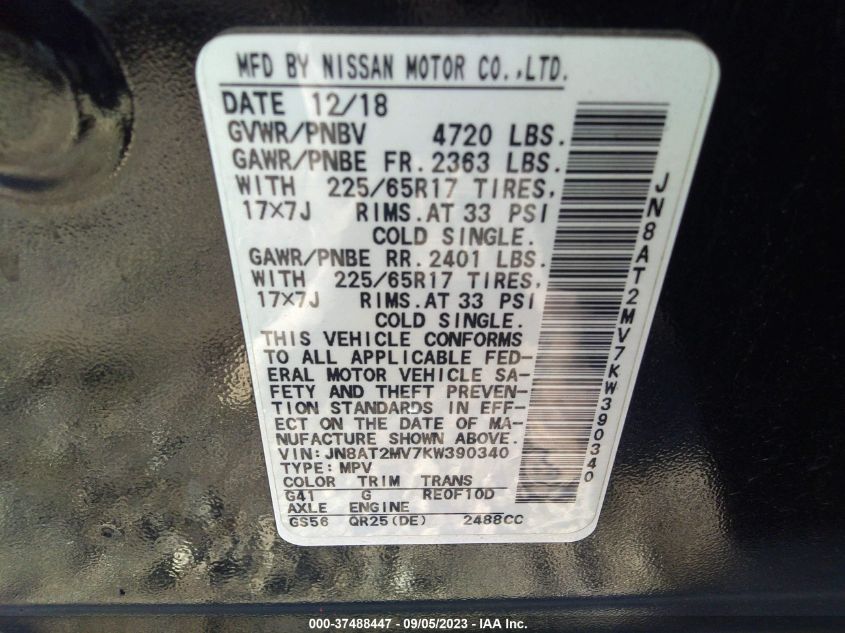 MFD BY NISSAN MOTOR CO.,LTD.
DATE 12/18
GVWR/PNBV 4720 LBS.
GAWR/PNBE FR. 2363 LBS.
WITH 225/65R17 TIRES,
17×7J RIMS. AT 33 PSI
COLD SINGLE.
GAWR/PNBE RR. 2401 LBS.
WITH 225/65R17 TIRES,
17×7J RIMS. AT 33 PSI
COLD SINGLE.
THIS VEHICLE CONFORMS
TO ALL APPLICABLE FED-
ERAL MOTOR VEHICLE SA-
FETY AND THEFT PREVEN-
TION STANDARDS IN EFF-
ECT ON THE DATE OF MA-
NUFACTURE SHOWN ABOVE.
VIN: JN8AT2MV7KW390340
TYPE: MPV
COLOR TRIM TRANS
G41 G RE0F10D
AXLE ENGINE
GS56 QR25(DE) 2488CC
JN8AT2MV7KW390340
000-37488447 - 09/05/2023 - IAA Inc.